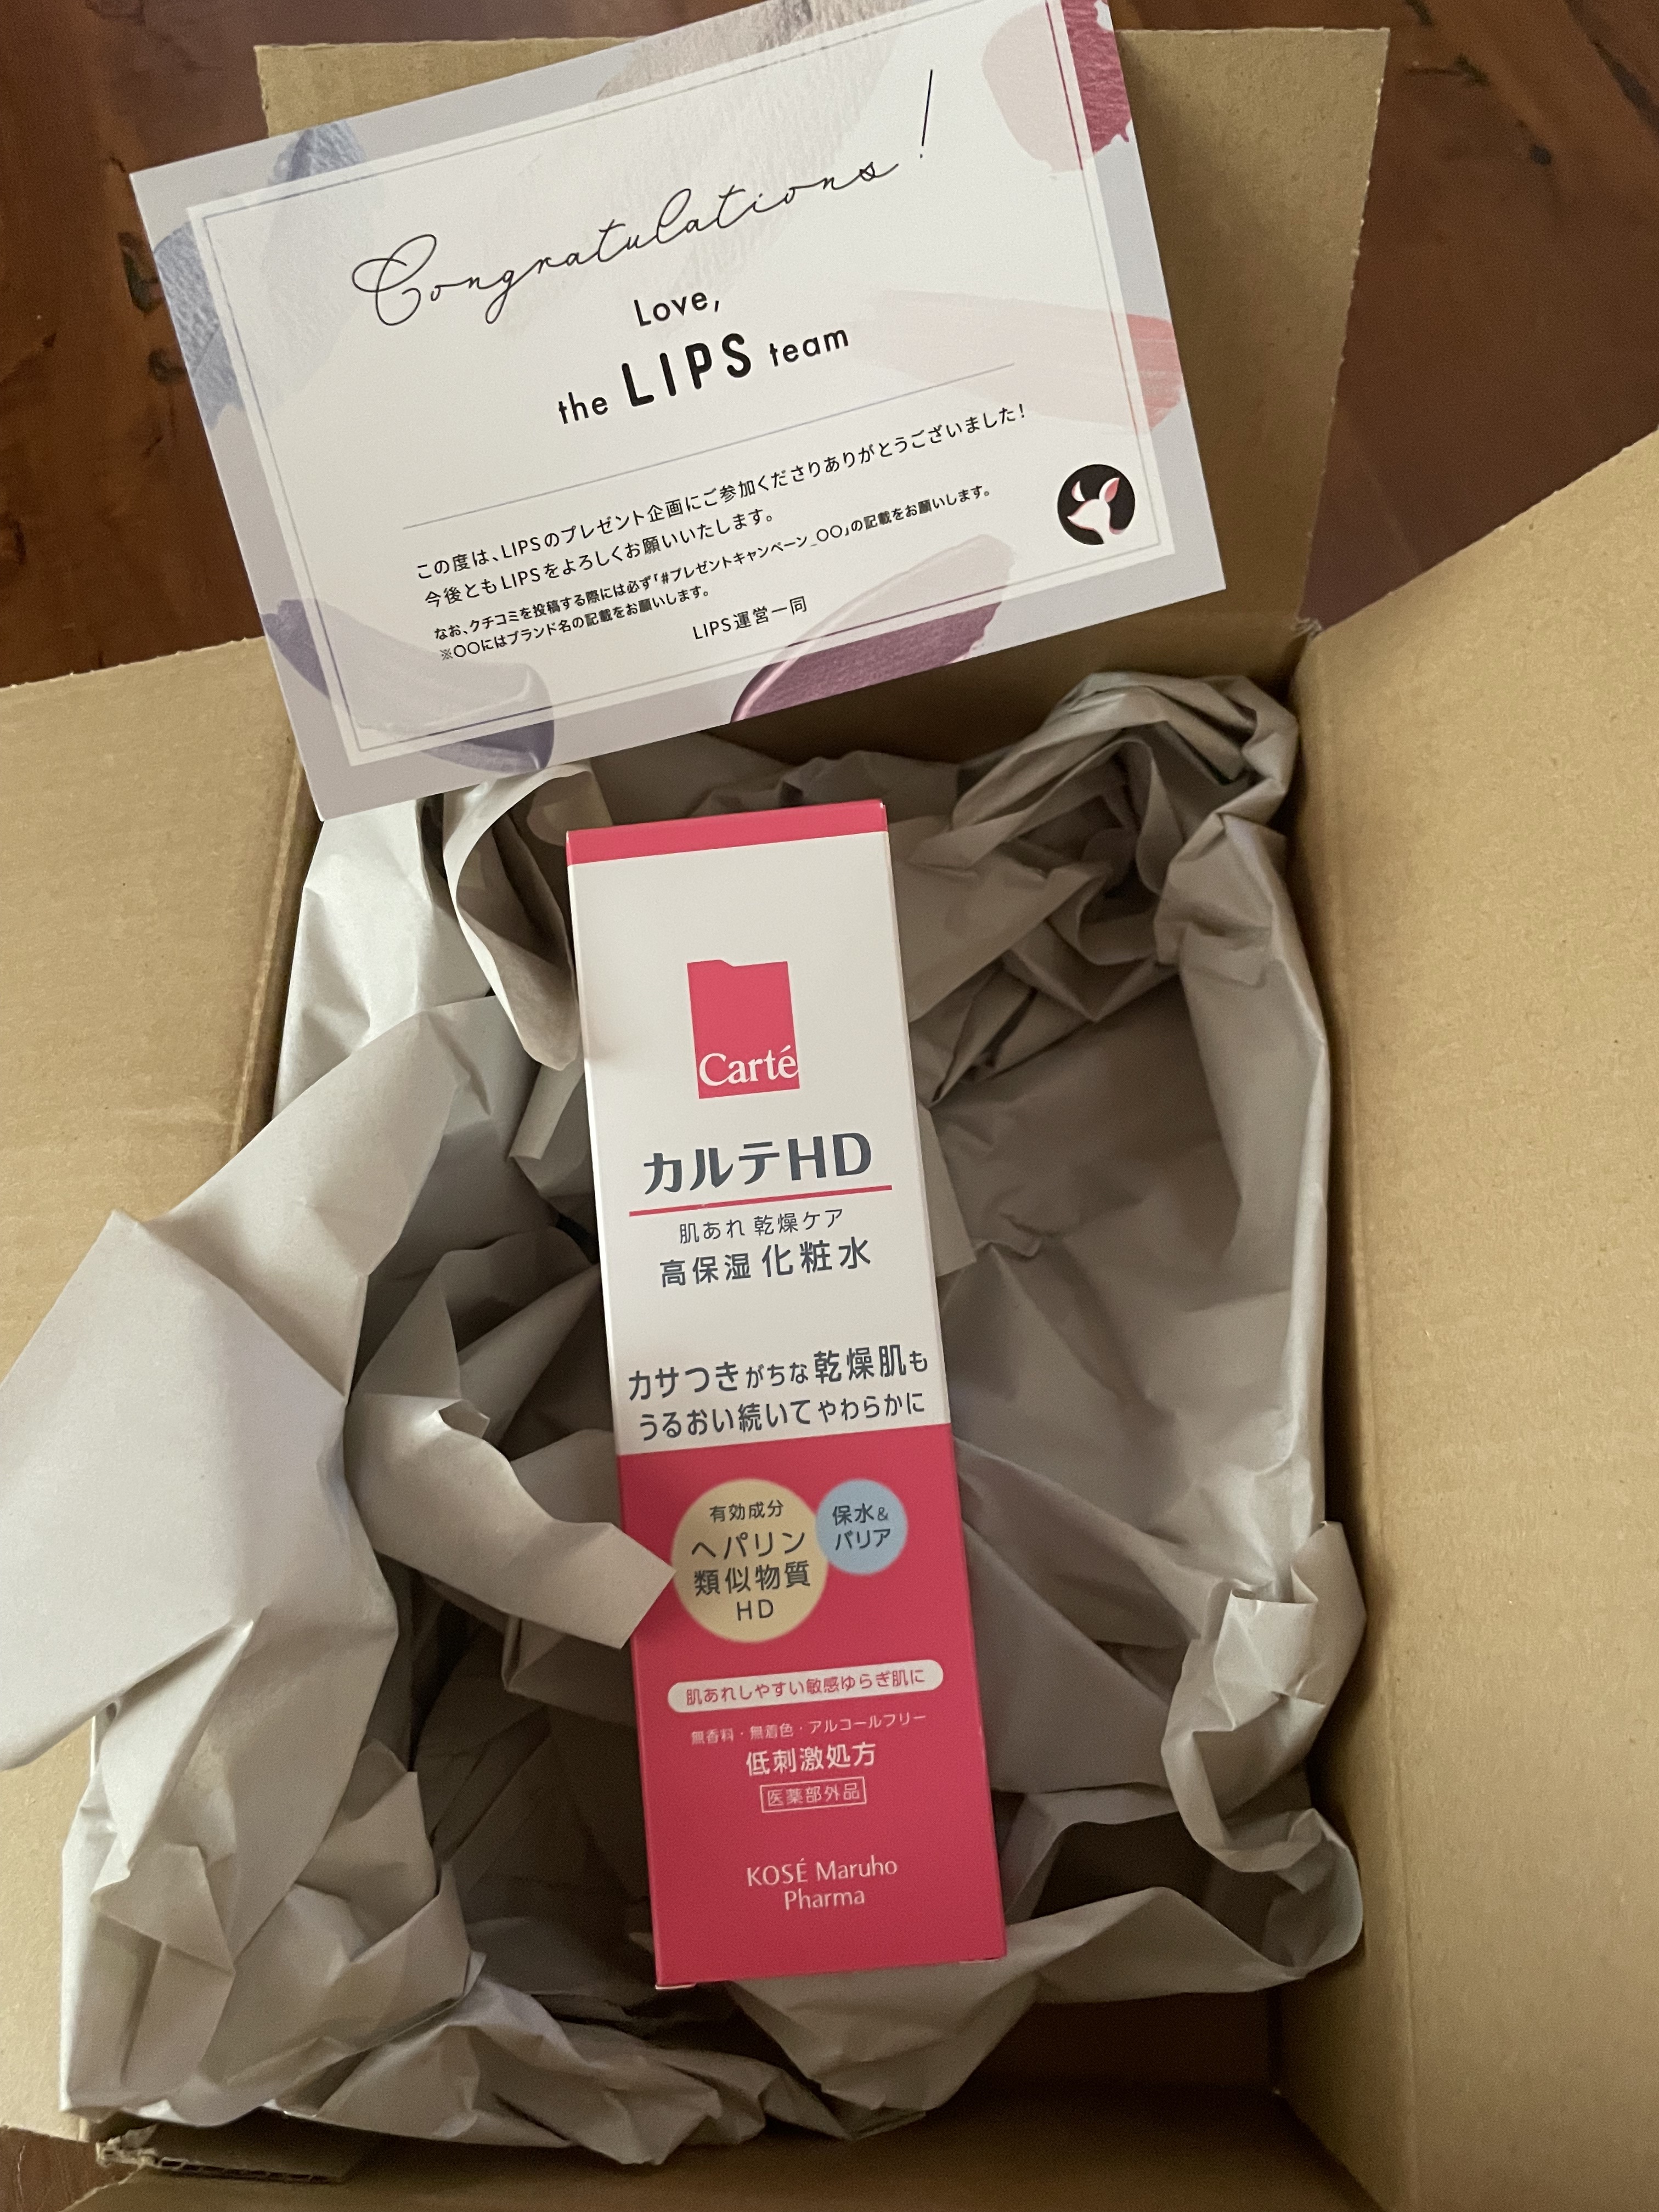 Congratulations!
Love,
the LIPS team
この度は、LIPSのプレゼント企画にご参加くださりありがとうございました!
今後ともLIPSをよろしくお願いいたします。
なお、クチコミを投稿する際には必ず「#プレゼントキャンペーン_〇〇」の記載をお願いします。
※〇〇にはブランド名の記載をお願いします。
LIPS運営一同
Carté
カルテHD
肌あれ 乾燥ケア
高保湿 化粧水
カサつきがちな乾燥肌も
うるおい続いてやわらかに
有効成分
ヘパリン
類似物質
HD
保水&
バリア
肌あれしやすい敏感ゆらぎ肌に
無香料・無着色・アルコールフリー
低刺激処方
医薬部外品
KOSÉ Maruho
Pharma